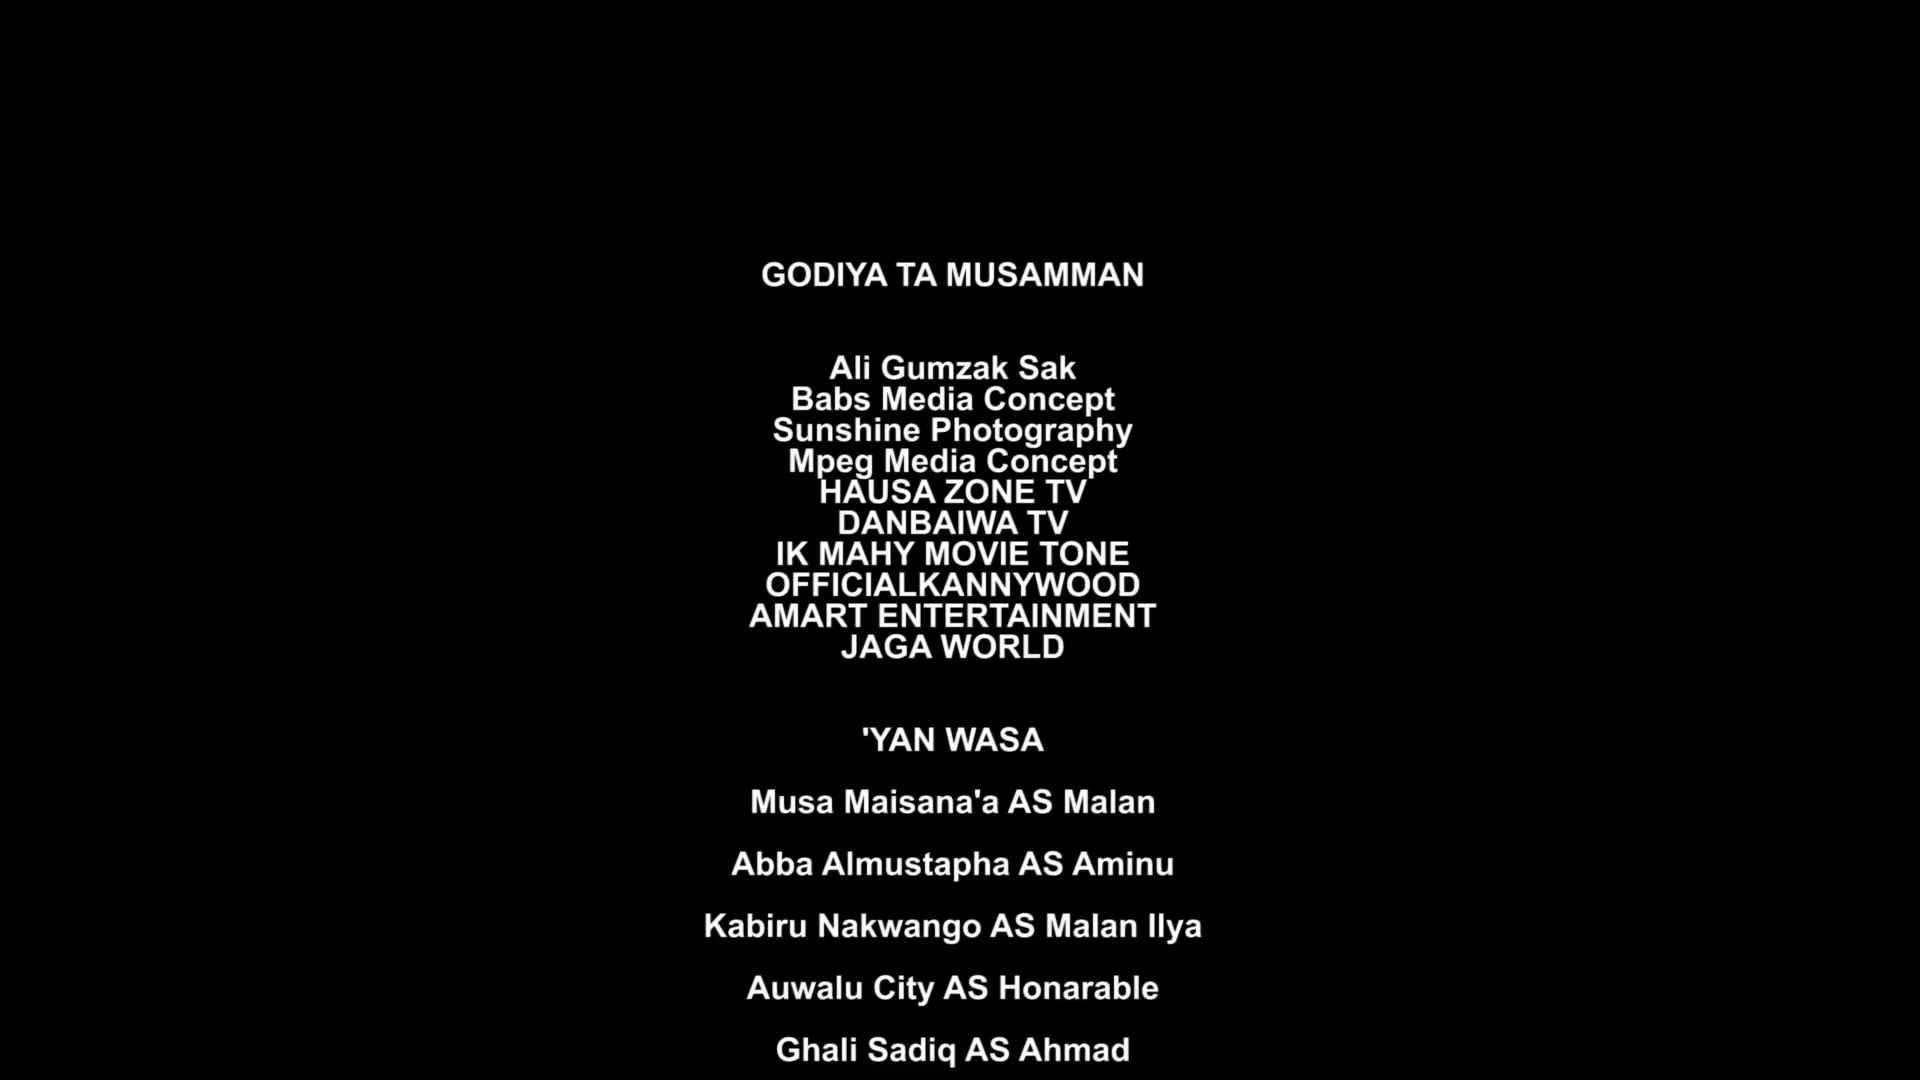 GODIYA TA MUSAMMAN
Ali Gumzak Sak
Babs Media Concept
Sunshine Photography
Mpeg Media Concept
HAUSA ZONE TV
DANBAIWA TV
IK MAHY MOVIE TONE
OFFICIALKANNYWOOD
AMART ENTERTAINMENT
JAGA WORLD
'YAN WASA
Musa Maisana'a AS Malan
Abba Almustapha AS Aminu
Kabiru Nakwango AS Malan Ilya
Auwalu City AS Honarable
Ghali Sadiq AS Ahmad